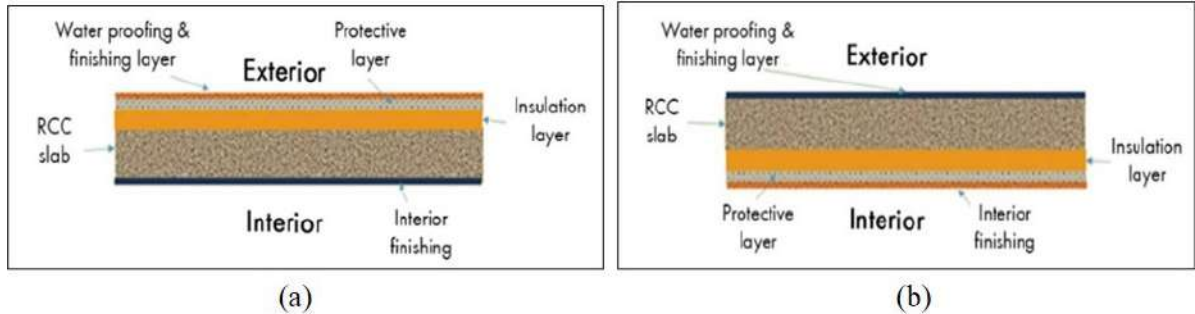 Water proofing &
finishing layer
Protective
layer
Exterior
RCC
slab
Insulation
layer
Interior
Interior
finishing
(a)
Water proofing &
finishing layer
Exterior
RCC
slab
Insulation
layer
Protective
layer
Interior
Interior
finishing
(b)